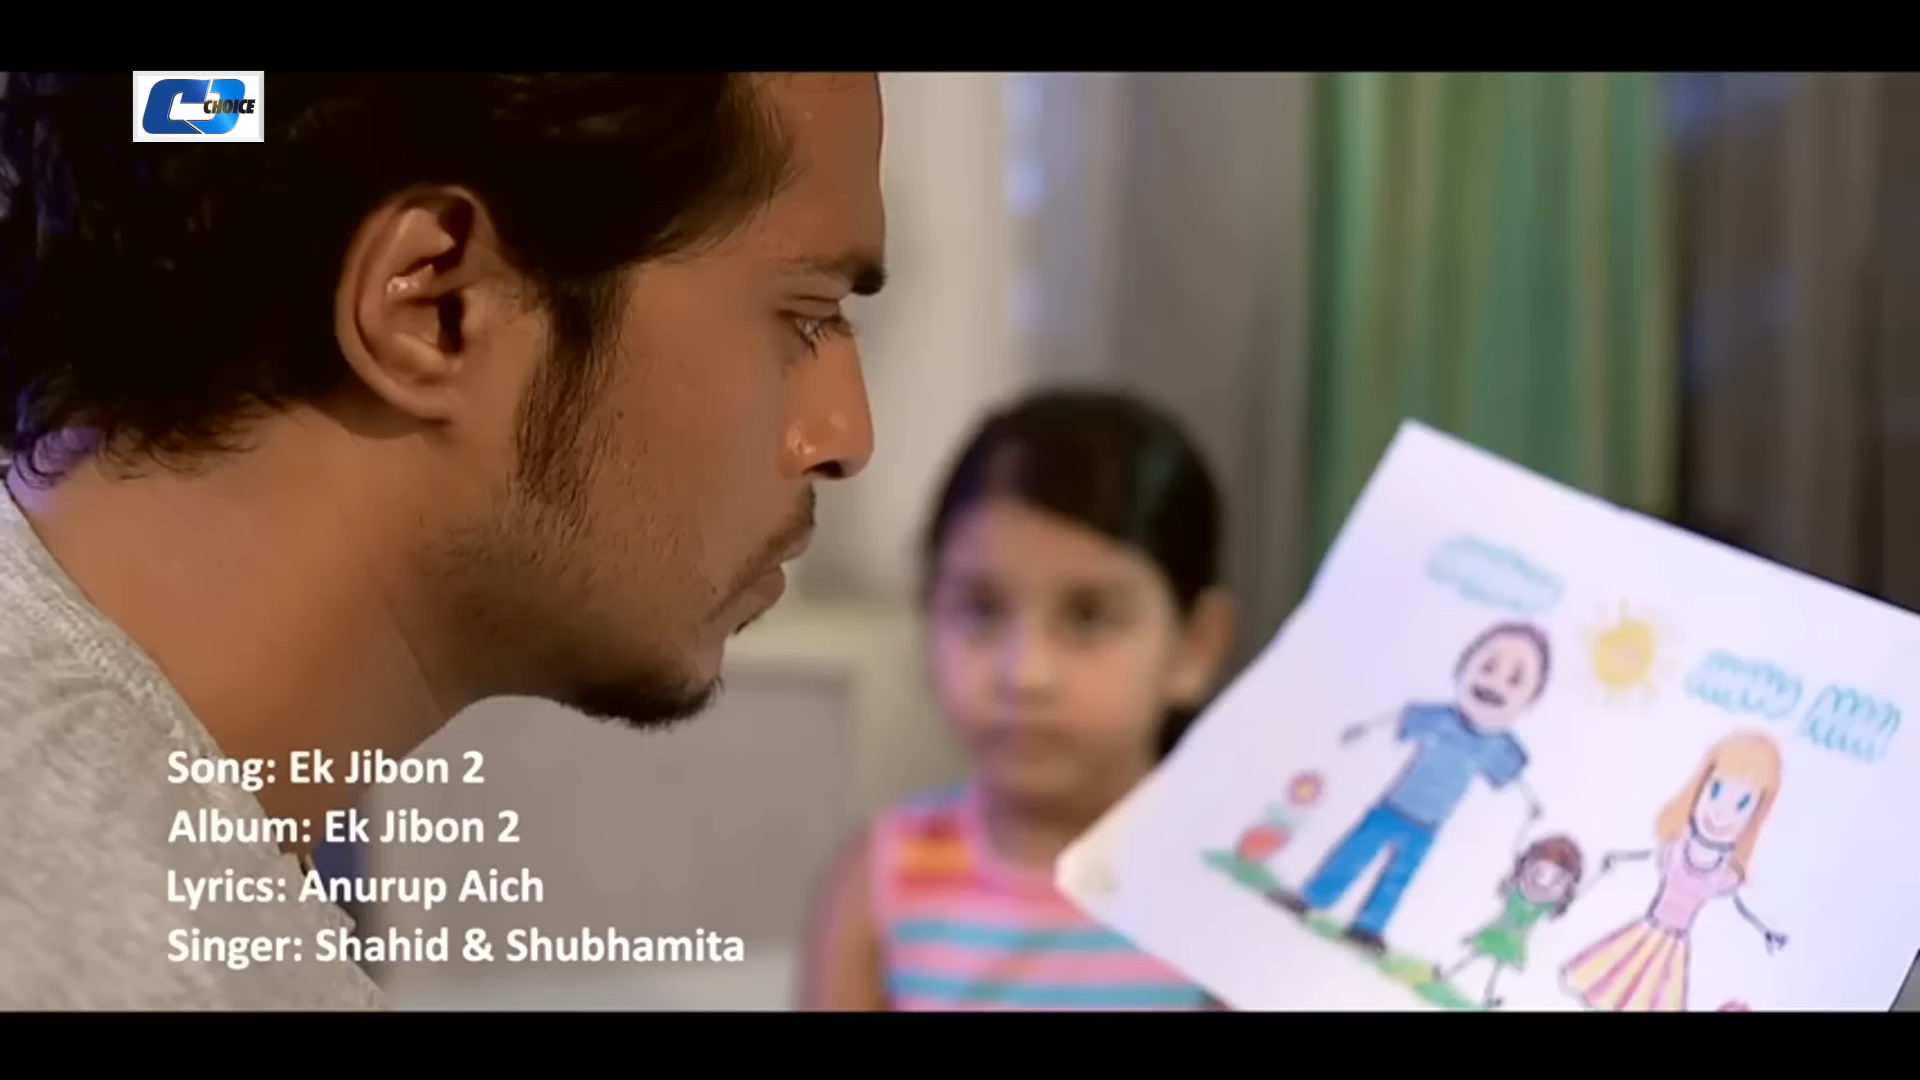 CHOICE
Song: Ek Jibon 2
Album: Ek Jibon 2
Lyrics: Anurup Aich
Singer: Shahid & Shubhamita